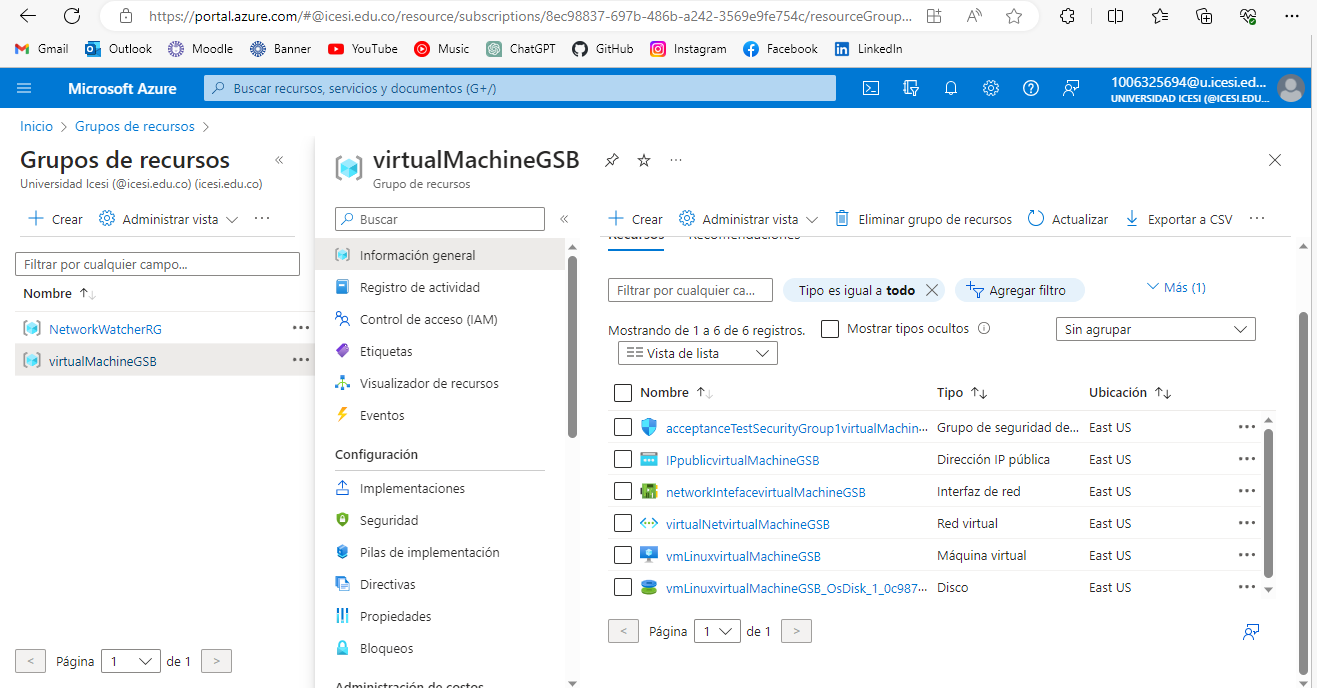 https://portal.azure.com/#@icesi.edu.co/resource/subscriptions/8ec98837-697b-486b-a242-3569e9fe754c/resourceGroup...
Gmail Outlook Moodle Banner YouTube Music ChatGPT GitHub Instagram Facebook LinkedIn
Microsoft Azure
Buscar recursos, servicios y documentos (G+/)
1006325694@u.icesi.ed...
UNIVERSIDAD ICESI (@ICESI.EDU...
Inicio > Grupos de recursos >
Grupos de recursos
Universidad Icesi (@icesi.edu.co) (icesi.edu.co)
Crear Administrar vista
Filtrar por cualquier campo...
Nombre
NetworkWatcherRG
virtualMachineGSB
Página 1 de 1
virtualMachineGSB
Grupo de recursos
Buscar
Información general
Registro de actividad
Control de acceso (IAM)
Etiquetas
Visualizador de recursos
Eventos
Configuración
Implementaciones
Seguridad
Pilas de implementación
Directivas
Propiedades
Bloqueos
Administración de costos
Crear Administrar vista Eliminar grupo de recursos Actualizar Exportar a CSV
Recursos Recomendaciones
Filtrar por cualquier ca... Tipo es igual a todo Agregar filtro Más (1)
Mostrando de 1 a 6 de 6 registros. Mostrar tipos ocultos Sin agrupar
Vista de lista
Nombre Tipo Ubicación
acceptanceTestSecurityGroup1virtualMachin... Grupo de seguridad de... East US
IPpublicvirtualMachineGSB Dirección IP pública East US
networkIntefacevirtualMachineGSB Interfaz de red East US
virtualNetvirtualMachineGSB Red virtual East US
vmLinuxvirtualMachineGSB Máquina virtual East US
vmLinuxvirtualMachineGSB_OsDisk_1_0c987... Disco East US
< Página 1 de 1 >